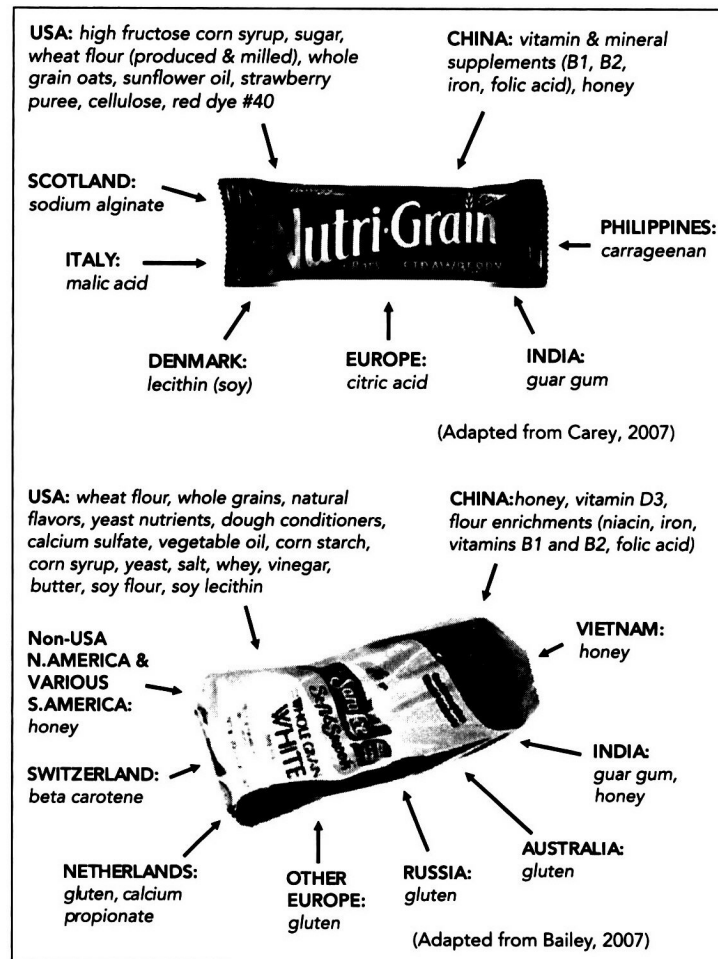 USA: high fructose corn syrup, sugar,
wheat flour (produced & milled), whole
grain oats, sunflower oil, strawberry
puree, cellulose, red dye #40
CHINA: vitamin & mineral
supplements (B1, B2,
iron, folic acid), honey
SCOTLAND:
sodium alginate
utri·Grain
PHILIPPINES:
carrageenan
ITALY:
malic acid
DENMARK:
lecithin (soy)
EUROPE:
citric acid
INDIA:
guar gum
(Adapted from Carey, 2007)
USA: wheat flour, whole grains, natural
flavors, yeast nutrients, dough conditioners,
calcium sulfate, vegetable oil, corn starch,
corn syrup, yeast, salt, whey, vinegar,
butter, soy flour, soy lecithin
CHINA:honey, vitamin D3,
flour enrichments (niacin, iron,
vitamins B1 and B2, folic acid)
Non-USA
N.AMERICA &
VARIOUS
S.AMERICA:
honey
VIETNAM:
honey
WHOLE GRAIN
WHITE
SWITZERLAND:
beta carotene
INDIA:
guar gum,
honey
NETHERLANDS:
gluten, calcium
propionate
OTHER
EUROPE:
gluten
RUSSIA:
gluten
AUSTRALIA:
gluten
(Adapted from Bailey, 2007)